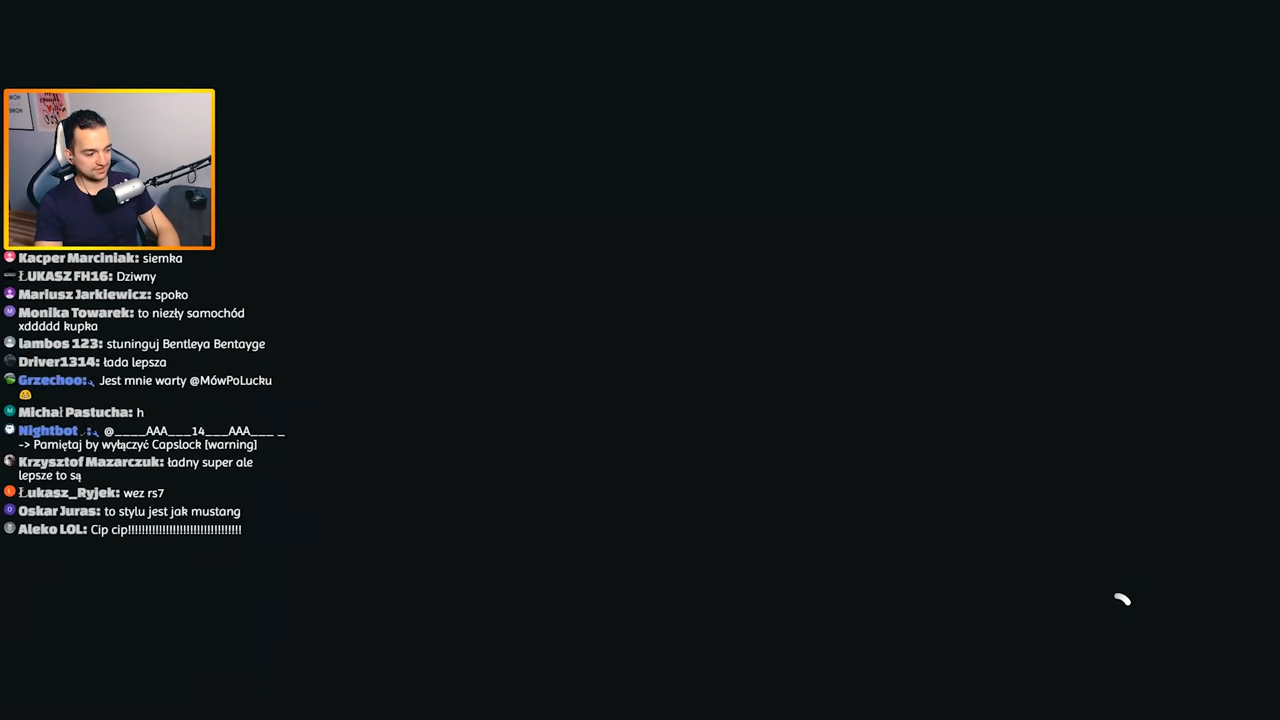 Kacper Marciniak: siemka
ŁUKASZ FH16: Dziwny
Mariusz Jarkiewicz: spoko
Monika Towarek: to niezły samochód
xddddd kupka
lambos 123: stuninguj Bentleya Bentayge
Driver1314: łada lepsza
Grzechoo: Jest mnie warty @MówPoLucku
Michał Pastucha: h
Nightbot: @____AAA___14___AAA___ _
-> Pamiętaj by wyłączyć Capslock [warning]
Krzysztof Mazarczuk: ładny super ale
lepsze to są
Łukasz_Ryjek: wez rs7
Oskar Juras: to stylu jest jak mustang
Aleko LOL: Cip cip!!!!!!!!!!!!!!!!!!!!!!!!!!!!!!!!!